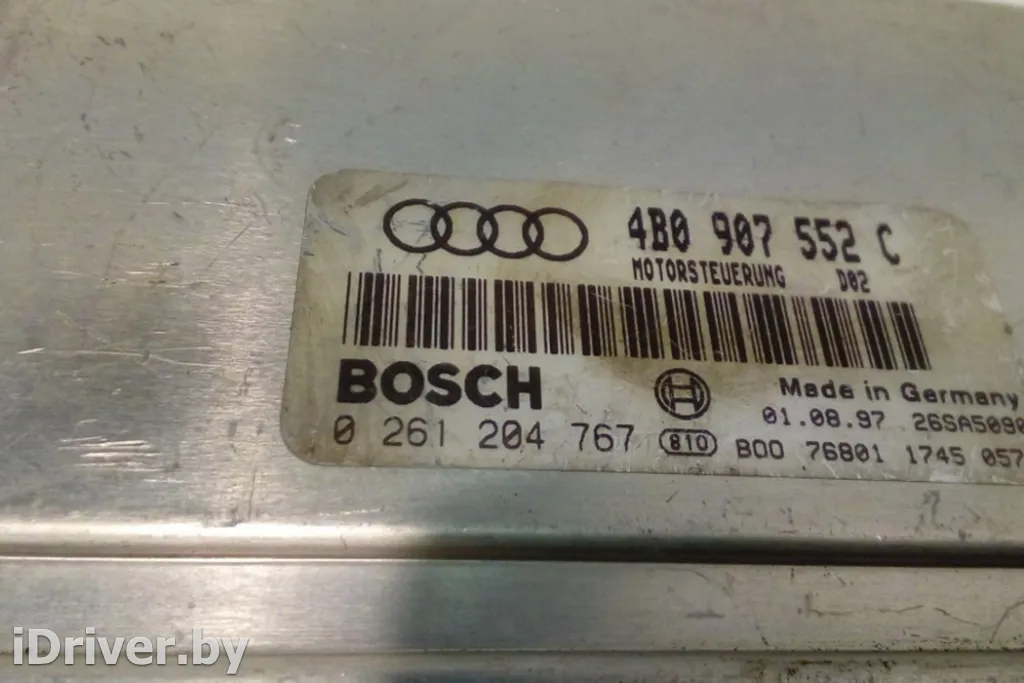 4B0 907 552 C
MOTORSTEUERUNG D02
BOSCH
Made in Germany
0 261 204 767 810
01.08.97 26SA5090
B00 76801 1745 057
iDriver.by